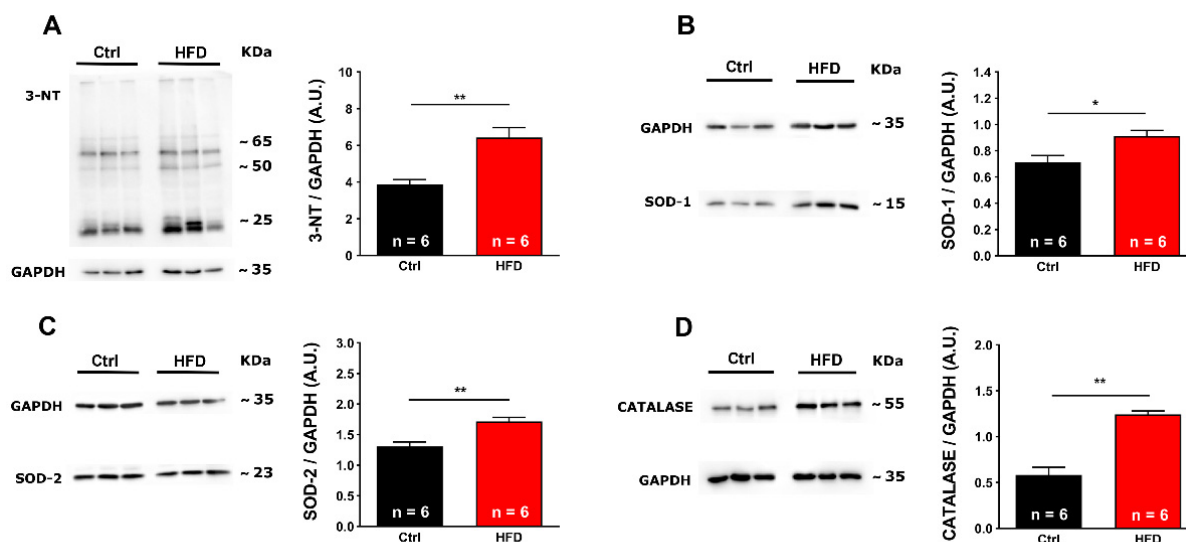 A
Ctrl HFD KDa
3-NT
~ 65
~ 50
~ 25
GAPDH ~ 35
3-NT / GAPDH (A.U.)
10
8
6
4
2
0
**
n = 6 n = 6
Ctrl HFD
B
Ctrl HFD KDa
GAPDH ~ 35
SOD-1 ~ 15
SOD-1 / GAPDH (A.U.)
1.4
1.2
1.0
0.8
0.6
0.4
0.2
0.0
*
n = 6 n = 6
Ctrl HFD
C
Ctrl HFD KDa
GAPDH ~ 35
SOD-2 ~ 23
SOD-2 / GAPDH (A.U.)
3.0
2.5
2.0
1.5
1.0
0.5
0.0
**
n = 6 n = 6
Ctrl HFD
D
Ctrl HFD KDa
CATALASE ~ 55
GAPDH ~ 35
CATALASE / GAPDH (A.U.)
2.0
1.5
1.0
0.5
0.0
**
n = 6 n = 6
Ctrl HFD